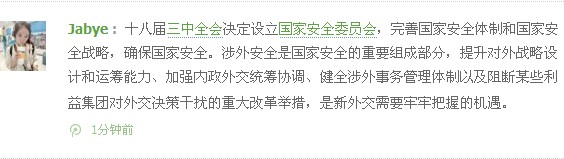 Jabye：十八届三中全会决定设立国家安全委员会，完善国家安全体制和国家安
全战略，确保国家安全。涉外安全是国家安全的重要组成部分，提升对外战略设
计和运筹能力、加强内政外交统筹协调、健全涉外事务管理体制以及阻断某些利
益集团对外交决策干扰的重大改革举措，是新外交需要牢牢把握的机遇。
1分钟前